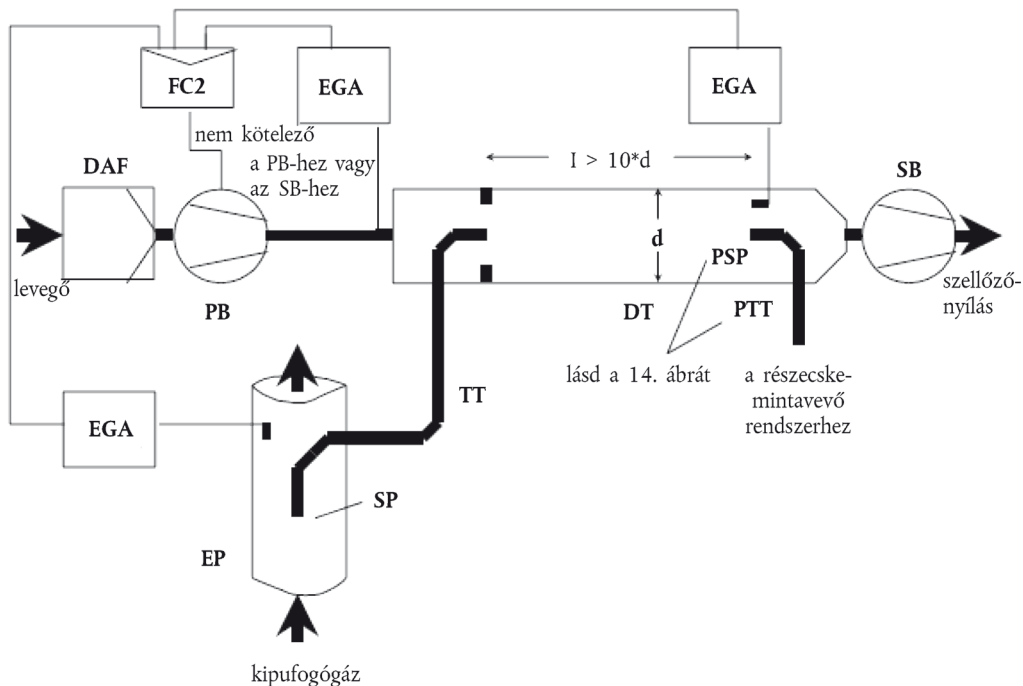 FC2
EGA
EGA
nem kötelező
a PB-hez vagy
az SB-hez
I > 10*d
DAF
SB
d
levegő
PB
PSP
szellőző-
nyílás
DT
PTT
lásd a 14. ábrát
a részecske-
mintavevő
rendszerhez
TT
EGA
SP
EP
kipufogógáz